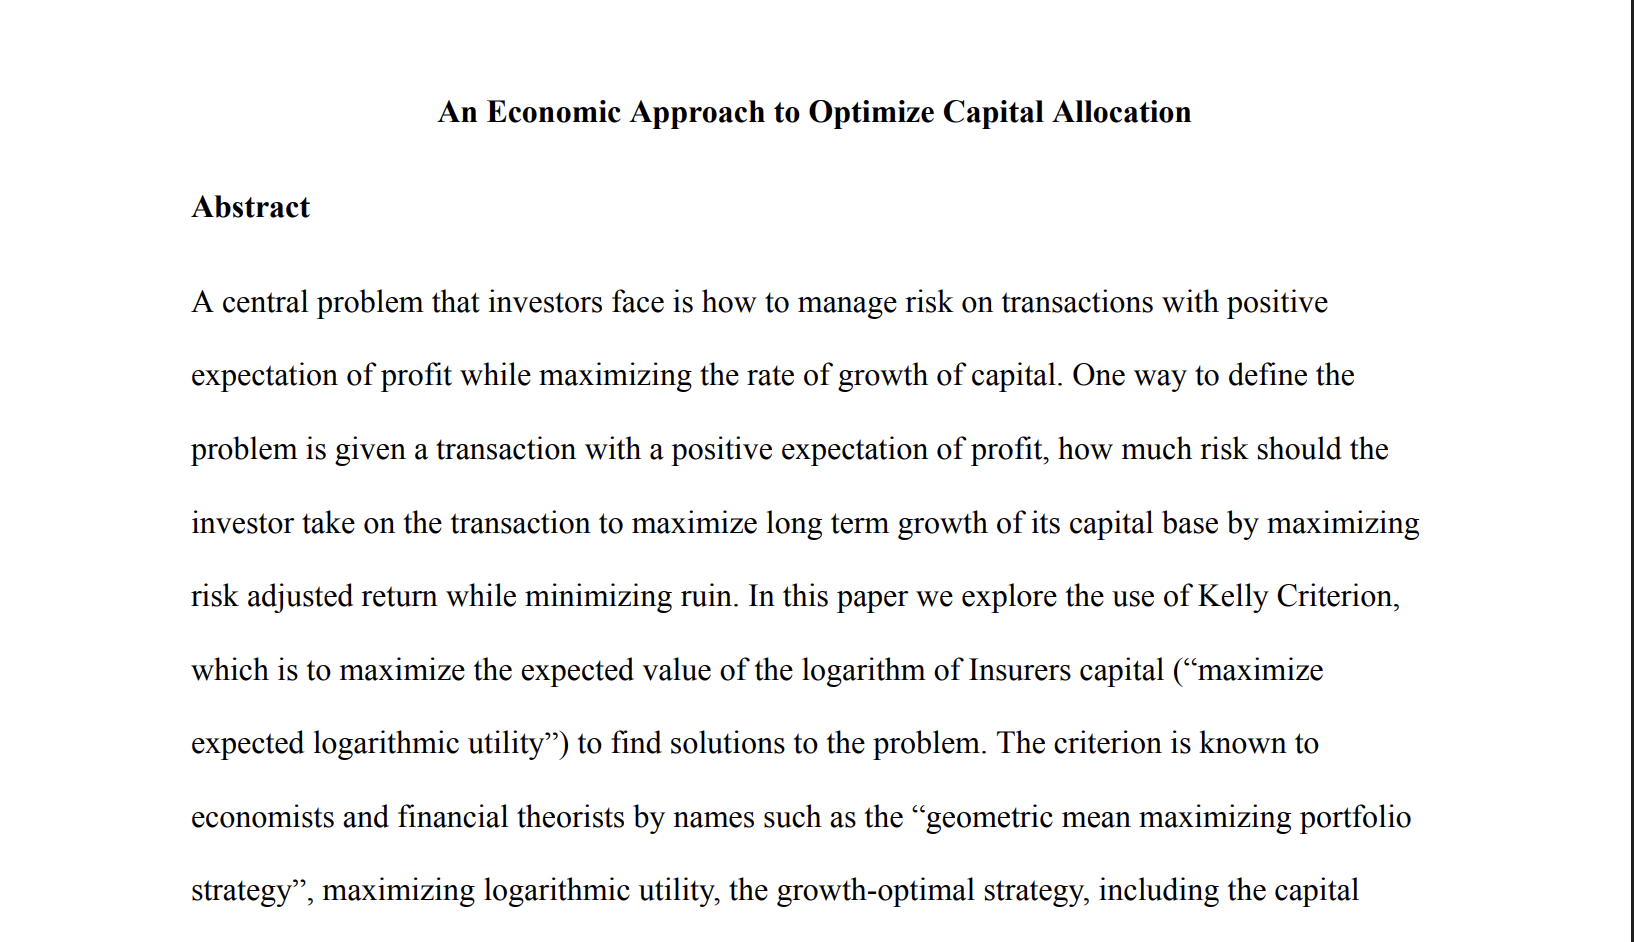 An Economic Approach to Optimize Capital Allocation
Abstract
A central problem that investors face is how to manage risk on transactions with positive
expectation of profit while maximizing the rate of growth of capital. One way to define the
problem is given a transaction with a positive expectation of profit, how much risk should the
investor take on the transaction to maximize long term growth of its capital base by maximizing
risk adjusted return while minimizing ruin. In this paper we explore the use of Kelly Criterion,
which is to maximize the expected value of the logarithm of Insurers capital (“maximize
expected logarithmic utility”) to find solutions to the problem. The criterion is known to
economists and financial theorists by names such as the “geometric mean maximizing portfolio
strategy”, maximizing logarithmic utility, the growth-optimal strategy, including the capital